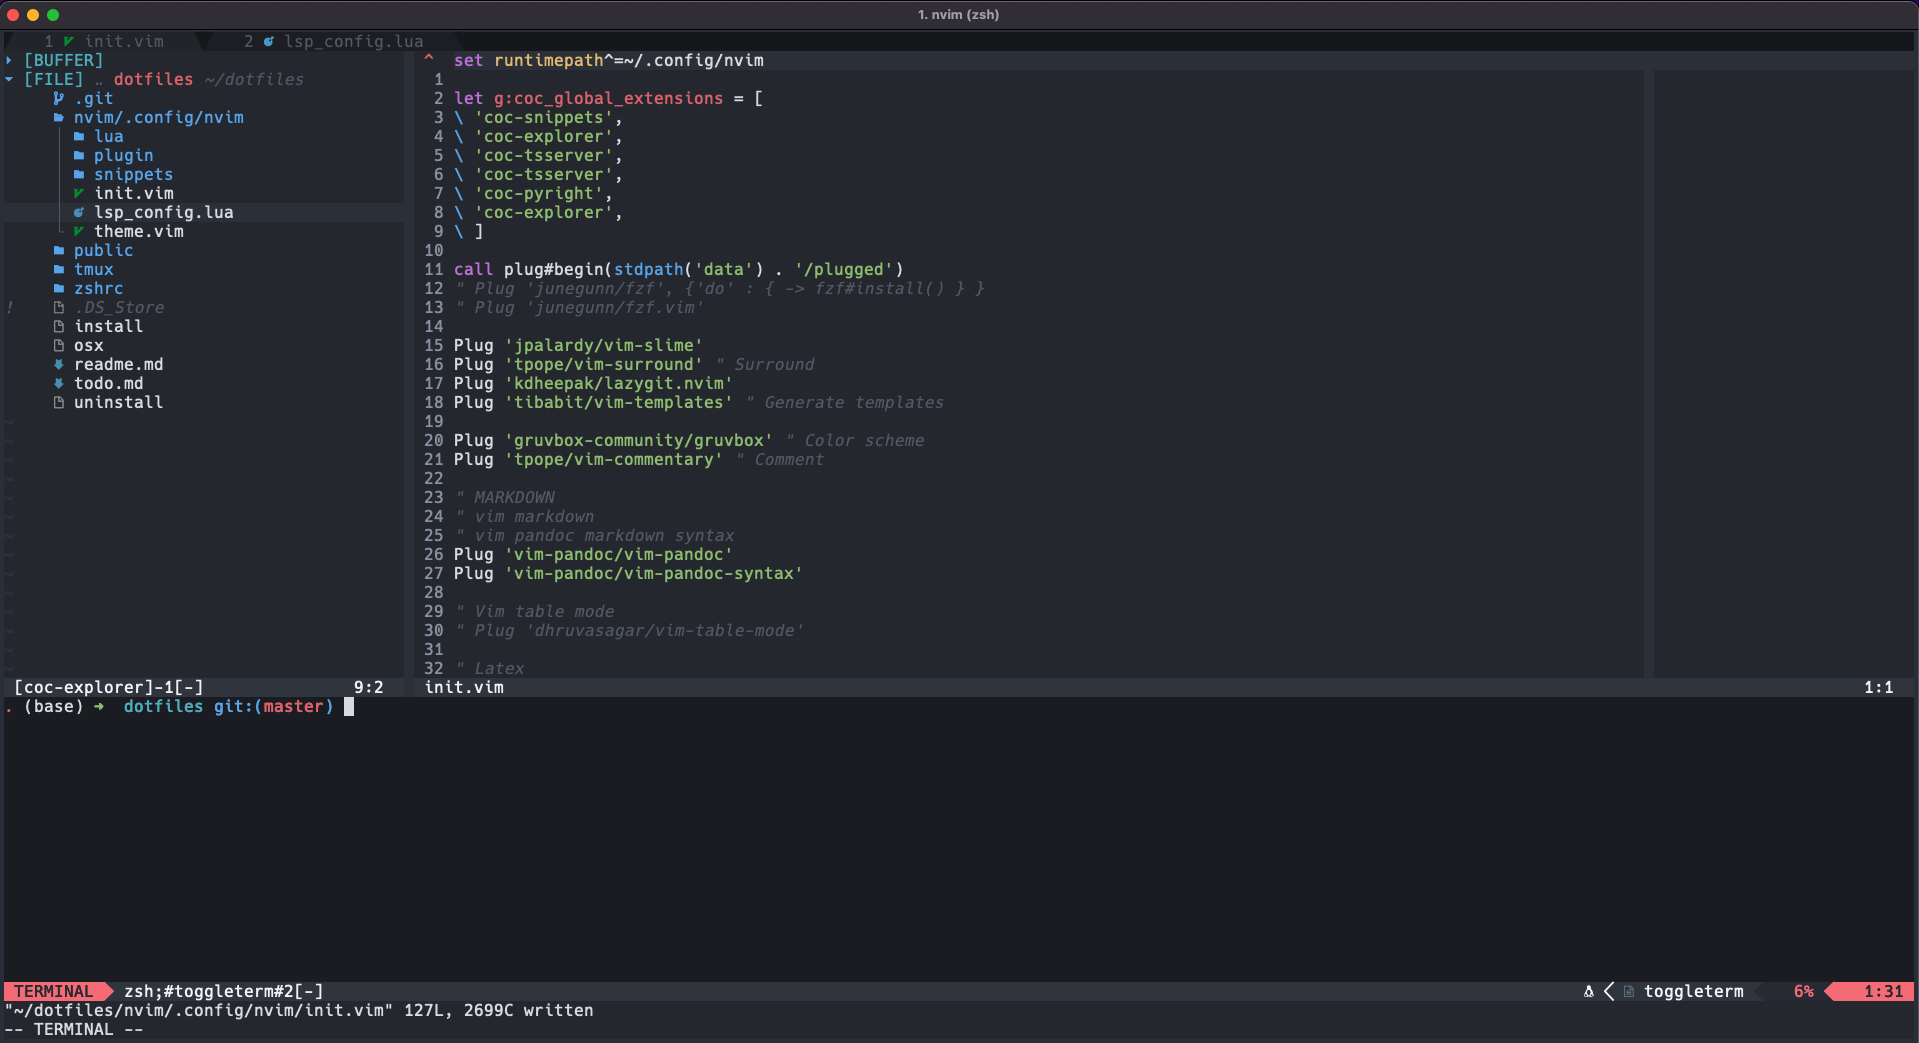 1. nvim (zsh)
1 init.vim 2 lsp_config.lua
[BUFFER]
[FILE] .. dotfiles ~/dotfiles
.git
nvim/.config/nvim
lua
plugin
snippets
init.vim
lsp_config.lua
theme.vim
public
tmux
zshrc
! .DS_Store
install
osx
readme.md
todo.md
uninstall
~
~
~
~
~
~
~
~
~
~
~
~
~
~
[coc-explorer]-1[-] 9:2
^ set runtimepath^=~/.config/nvim
1
2 let g:coc_global_extensions = [
3 \ 'coc-snippets',
4 \ 'coc-explorer',
5 \ 'coc-tsserver',
6 \ 'coc-tsserver',
7 \ 'coc-pyright',
8 \ 'coc-explorer',
9 \ ]
10
11 call plug#begin(stdpath('data') . '/plugged')
12 " Plug 'junegunn/fzf', {'do' : { -> fzf#install() } }
13 " Plug 'junegunn/fzf.vim'
14
15 Plug 'jpalardy/vim-slime'
16 Plug 'tpope/vim-surround' " Surround
17 Plug 'kdheepak/lazygit.nvim'
18 Plug 'tibabit/vim-templates' " Generate templates
19
20 Plug 'gruvbox-community/gruvbox' " Color scheme
21 Plug 'tpope/vim-commentary' " Comment
22
23 " MARKDOWN
24 " vim markdown
25 " vim pandoc markdown syntax
26 Plug 'vim-pandoc/vim-pandoc'
27 Plug 'vim-pandoc/vim-pandoc-syntax'
28
29 " Vim table mode
30 " Plug 'dhruvasagar/vim-table-mode'
31
32 " Latex
init.vim 1:1
. (base) ➜ dotfiles git:(master)
TERMINAL zsh;#toggleterm#2[-] toggleterm 6% 1:31
"~/dotfiles/nvim/.config/nvim/init.vim" 127L, 2699C written
-- TERMINAL --